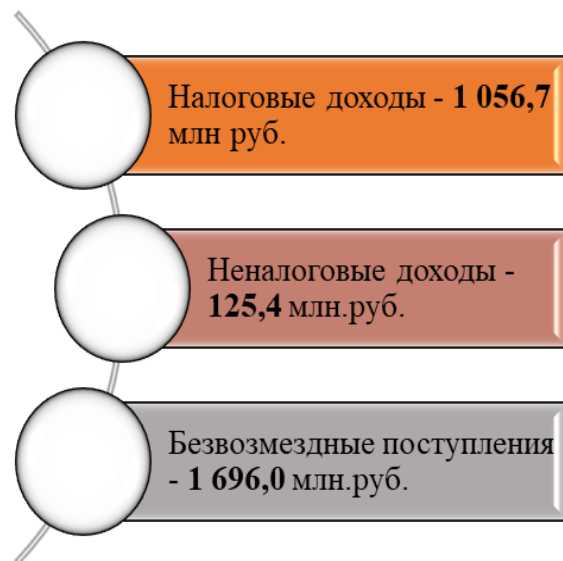 Налоговые доходы - 1 056,7
млн руб.
Неналоговые доходы -
125,4 млн.руб.
Безвозмездные поступления
- 1 696,0 млн.руб.